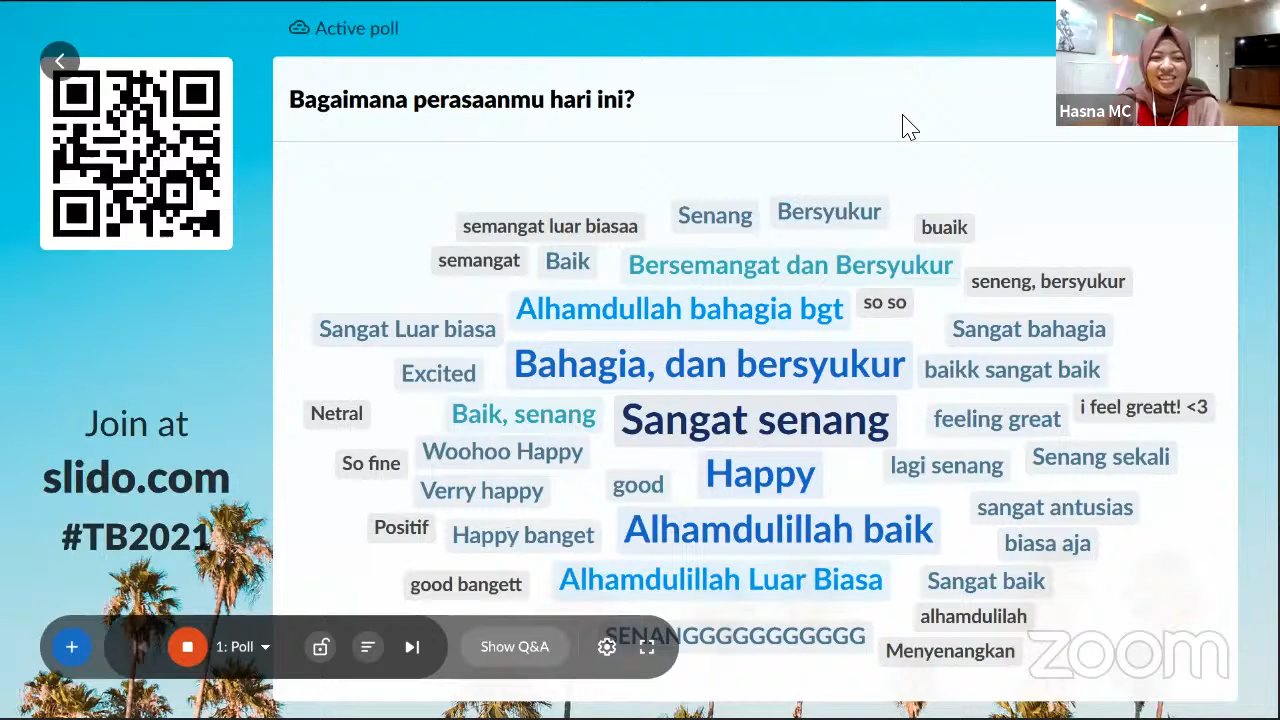 Active poll
Hasna MC
Bagaimana perasaanmu hari ini?
Join at
slido.com
#TB2021
semangat luar biasaa
Senang
Bersyukur
buaik
semangat
Baik
Bersemangat dan Bersyukur
seneng, bersyukur
Alhamdullah bahagia bgt
so so
Sangat Luar biasa
Sangat bahagia
Excited
Bahagia, dan bersyukur
baikk sangat baik
Netral
Baik, senang
Sangat senang
feeling great
i feel greatt! <3
So fine
Woohoo Happy
Happy
lagi senang
Senang sekali
Verry happy
good
sangat antusias
Positif
Happy banget
Alhamdulillah baik
biasa aja
good bangett
Alhamdulillah Luar Biasa
Sangat baik
alhamdulilah
SENANGGGGGGGGGGG
Menyenangkan
1: Poll
Show Q&A
zoom